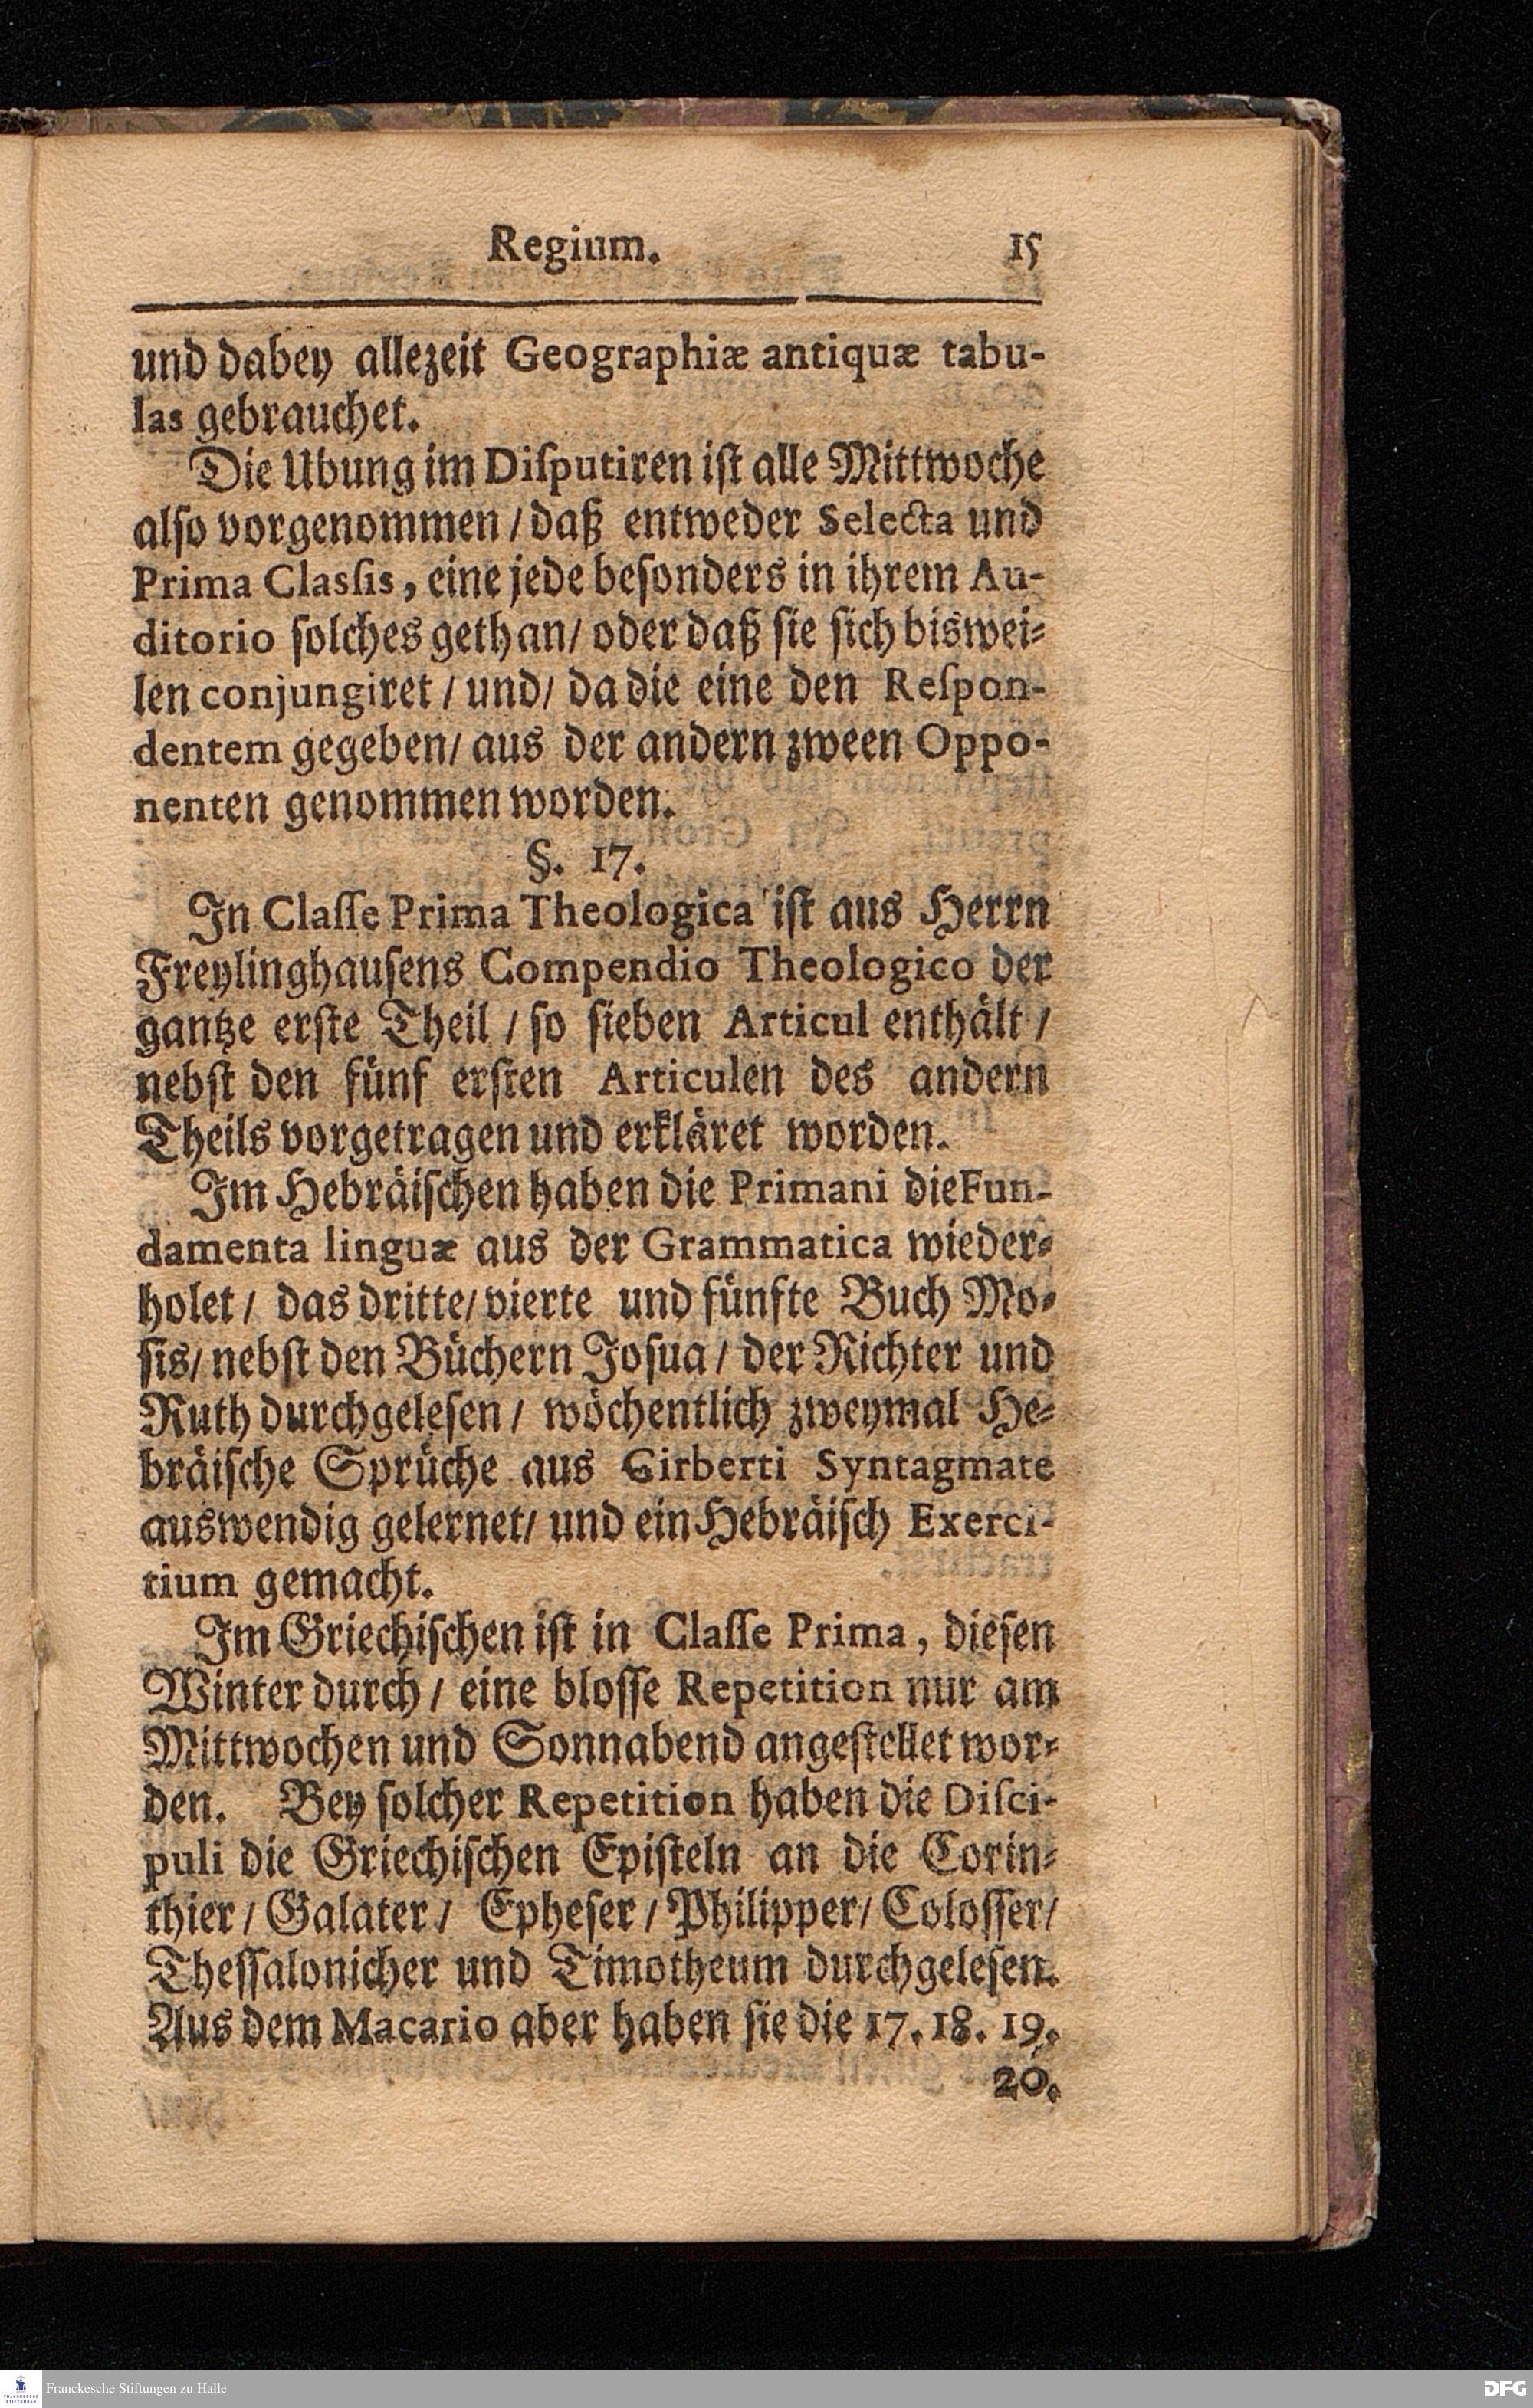 Regium. 15
und dabey allezeit Geographiæ antiquæ tabu-
las gebrauchet.
Die Ubung im Diſputiren iſt alle Mittwoche
alſo vorgenommen / daß entweder Selecta und
Prima Claſſis, eine jede beſonders in ihrem Au-
ditorio ſolches gethan / oder daß ſie ſich biswei-
len conjungiret / und / da die eine den Reſpon-
dentem gegeben / aus der andern zween Oppo-
nenten genommen worden.
§. 17.
In Claſſe Prima Theologica iſt aus Herrn
Freylinghauſens Compendio Theologico der
gantze erſte Theil / ſo ſieben Articul enthält /
nebſt den fünf erſten Articulen des andern
Theils vorgetragen und erkläret worden.
Im Hebräiſchen haben die Primani die Fun-
damenta linguæ aus der Grammatica wieder-
holet / das dritte / vierte und fünfte Buch Mo-
ſis / nebſt den Büchern Joſua / der Richter und
Ruth durchgeleſen / wöchentlich zweymal He-
bräiſche Sprüche aus Girberti Syntagmate
auswendig gelernet / und ein Hebräiſch Exerci-
tium gemacht.
Im Griechiſchen iſt in Claſſe Prima, dieſen
Winter durch / eine bloſſe Repetition nur am
Mittwochen und Sonnabend angeſtellet wor-
den. Bey ſolcher Repetition haben die Diſci-
puli die Griechiſchen Epiſteln an die Corin-
thier / Galater / Epheſer / Philipper / Coloſſer /
Theſſalonicher und Timotheum durchgeleſen.
Aus dem Macario aber haben ſie die 17. 18. 19.
20.
FRANCKESCHE STIFTUNGEN
Franckesche Stiftungen zu Halle
DFG